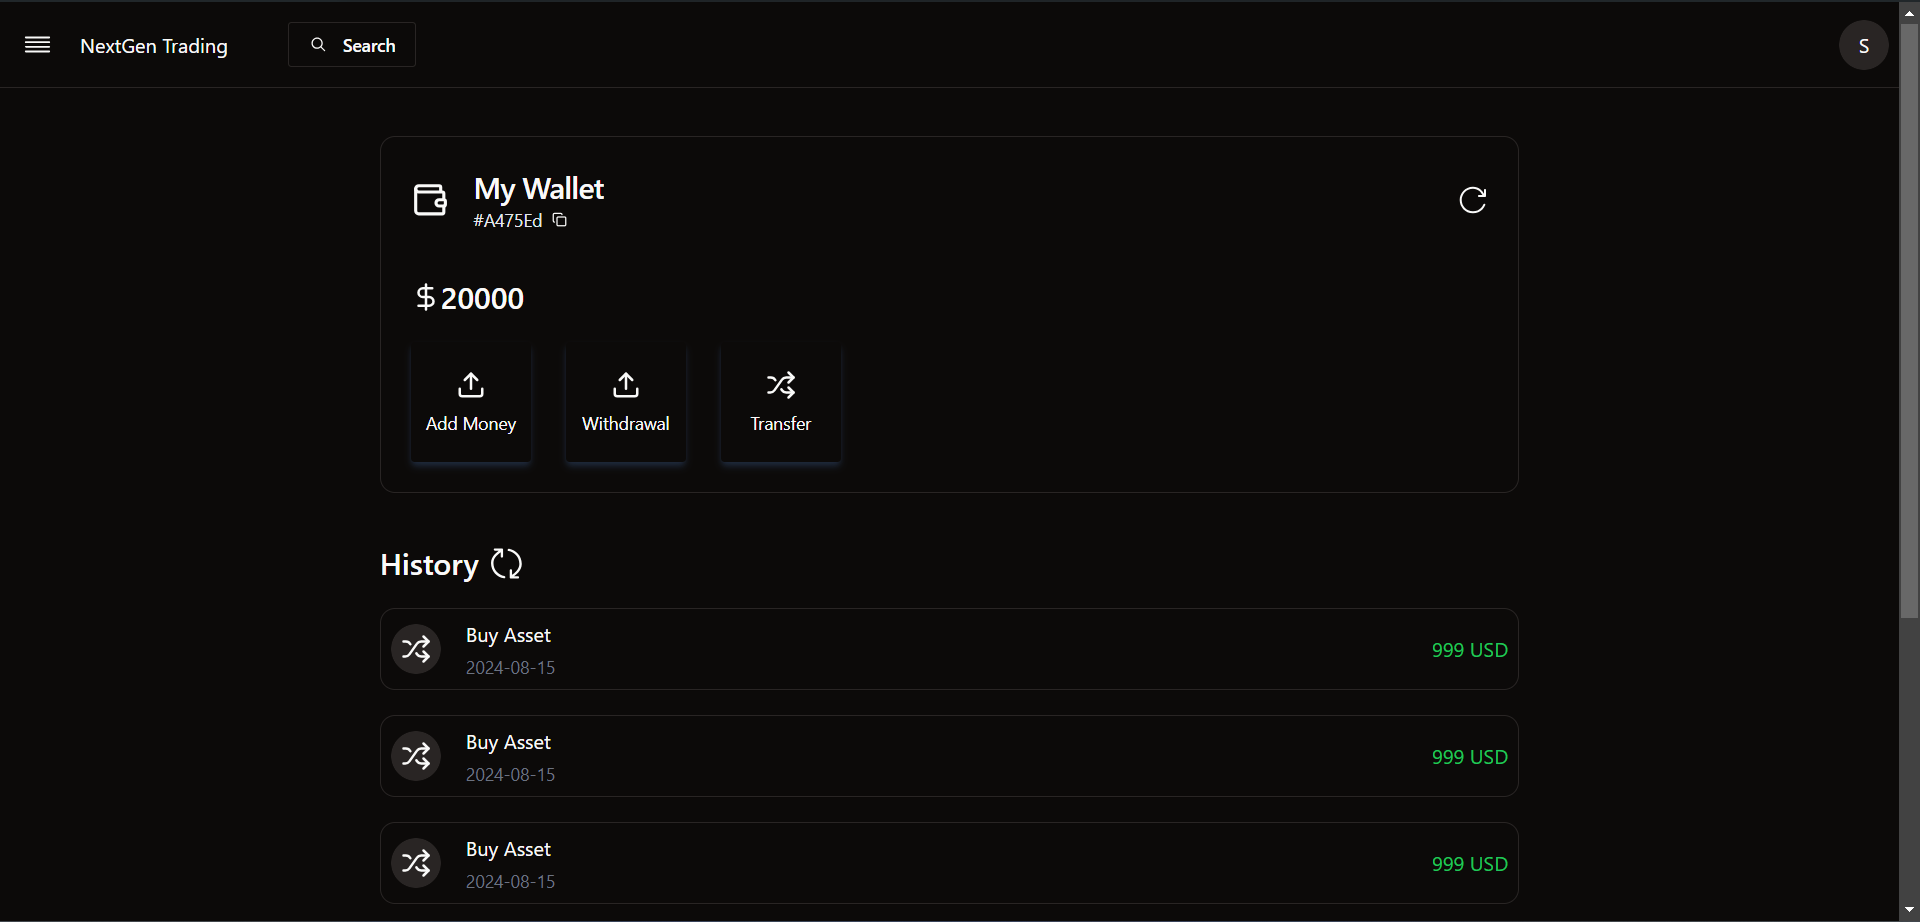 NextGen Trading
Search
S
My Wallet
#A475Ed
$20000
Add Money
Withdrawal
Transfer
History
Buy Asset
2024-08-15
999 USD
Buy Asset
2024-08-15
999 USD
Buy Asset
2024-08-15
999 USD